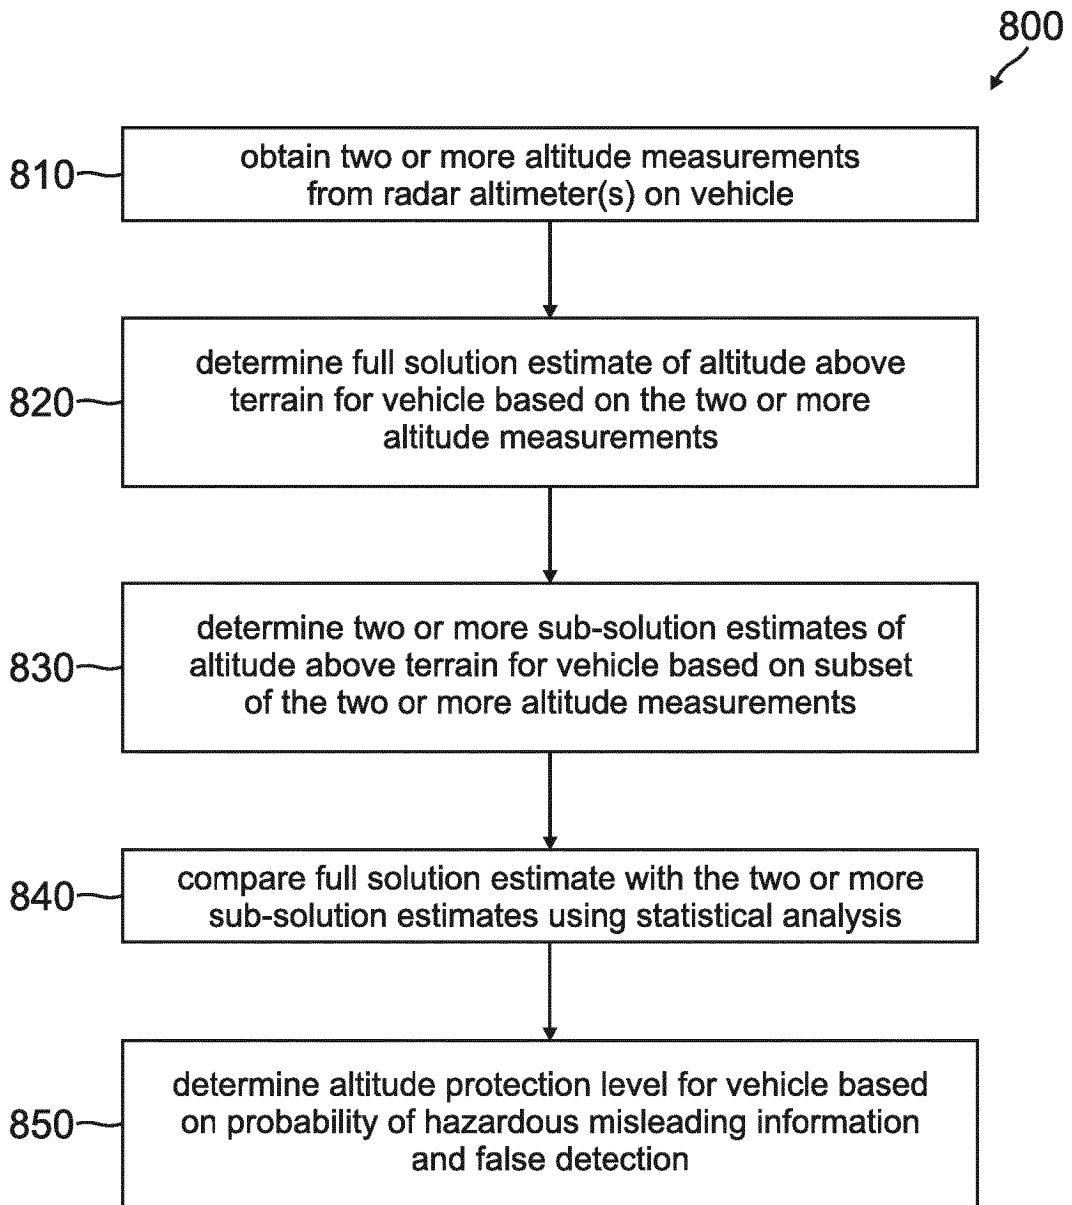 800
810
obtain two or more altitude measurements
from radar altimeter(s) on vehicle
820
determine full solution estimate of altitude above
terrain for vehicle based on the two or more
altitude measurements
830
determine two or more sub-solution estimates of
altitude above terrain for vehicle based on subset
of the two or more altitude measurements
840
compare full solution estimate with the two or more
sub-solution estimates using statistical analysis
850
determine altitude protection level for vehicle based
on probability of hazardous misleading information
and false detection